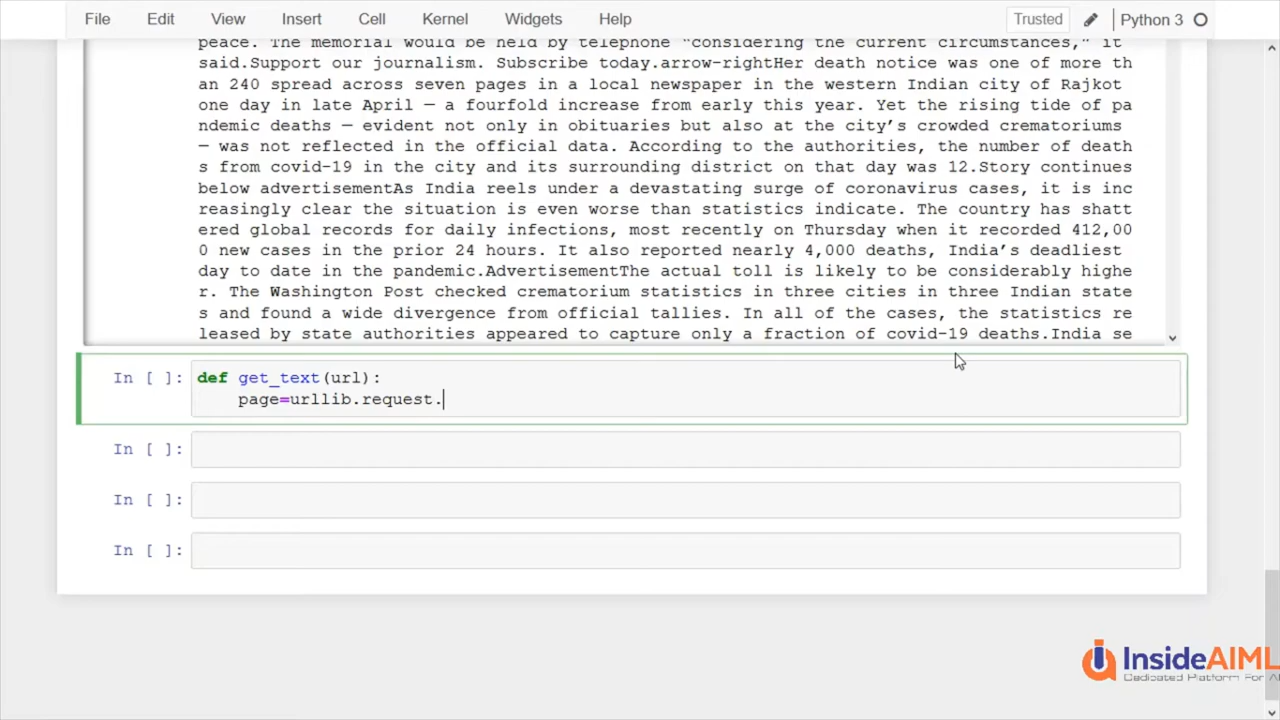 File Edit View Insert Cell Kernel Widgets Help Trusted Python 3
peace. The memorial would be held by telephone "considering the current circumstances," it
said.Support our journalism. Subscribe today.arrow-rightHer death notice was one of more th
an 240 spread across seven pages in a local newspaper in the western Indian city of Rajkot
one day in late April — a fourfold increase from early this year. Yet the rising tide of pa
ndemic deaths — evident not only in obituaries but also at the city’s crowded crematoriums
— was not reflected in the official data. According to the authorities, the number of death
s from covid-19 in the city and its surrounding district on that day was 12.Story continues
below advertisementAs India reels under a devastating surge of coronavirus cases, it is inc
reasingly clear the situation is even worse than statistics indicate. The country has shatt
ered global records for daily infections, most recently on Thursday when it recorded 412,00
0 new cases in the prior 24 hours. It also reported nearly 4,000 deaths, India’s deadliest
day to date in the pandemic.AdvertisementThe actual toll is likely to be considerably highe
r. The Washington Post checked crematorium statistics in three cities in three Indian state
s and found a wide divergence from official tallies. In all of the cases, the statistics re
leased by state authorities appeared to capture only a fraction of covid-19 deaths.India se
In [ ]: def get_text(url):
page=urllib.request.
In [ ]:
In [ ]:
In [ ]:
InsideAIML
Dedicated Platform For A